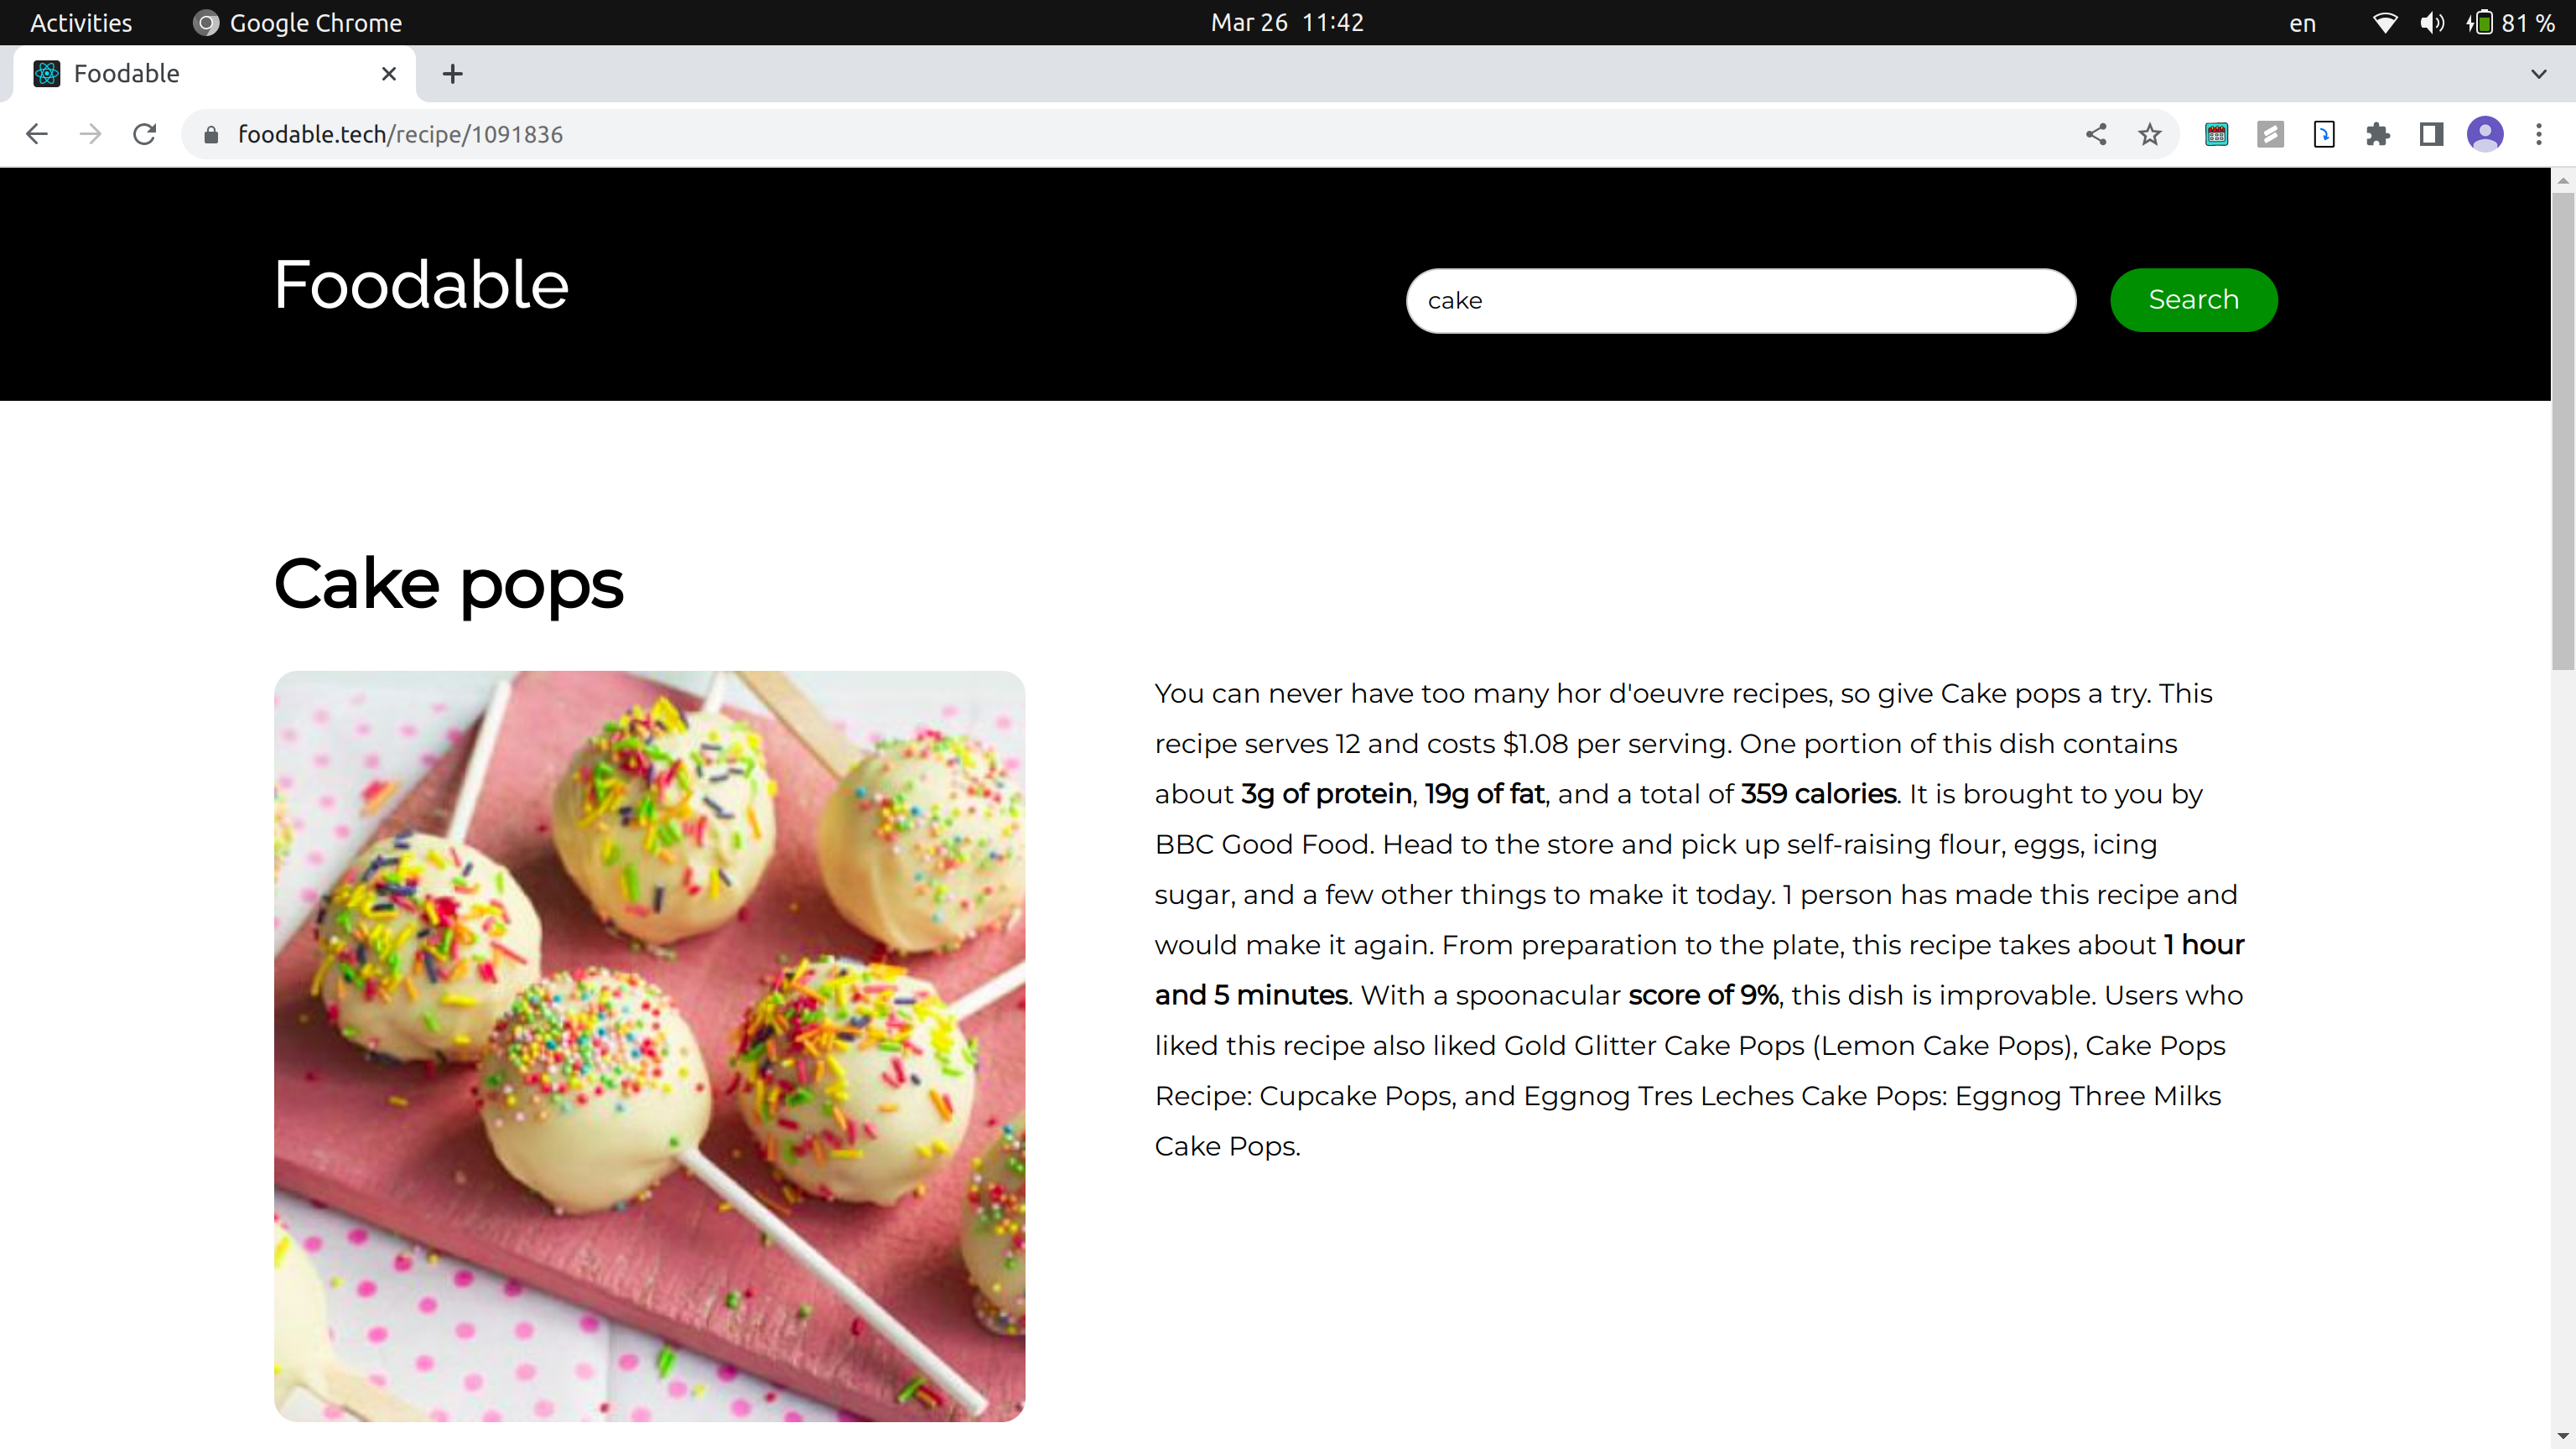 Activities Google Chrome Mar 26 11:42 en 81 %
Foodable
foodable.tech/recipe/1091836
Foodable cake Search
Cake pops
You can never have too many hor d'oeuvre recipes, so give Cake pops a try. This
recipe serves 12 and costs $1.08 per serving. One portion of this dish contains
about 3g of protein, 19g of fat, and a total of 359 calories. It is brought to you by
BBC Good Food. Head to the store and pick up self-raising flour, eggs, icing
sugar, and a few other things to make it today. 1 person has made this recipe and
would make it again. From preparation to the plate, this recipe takes about 1 hour
and 5 minutes. With a spoonacular score of 9%, this dish is improvable. Users who
liked this recipe also liked Gold Glitter Cake Pops (Lemon Cake Pops), Cake Pops
Recipe: Cupcake Pops, and Eggnog Tres Leches Cake Pops: Eggnog Three Milks
Cake Pops.